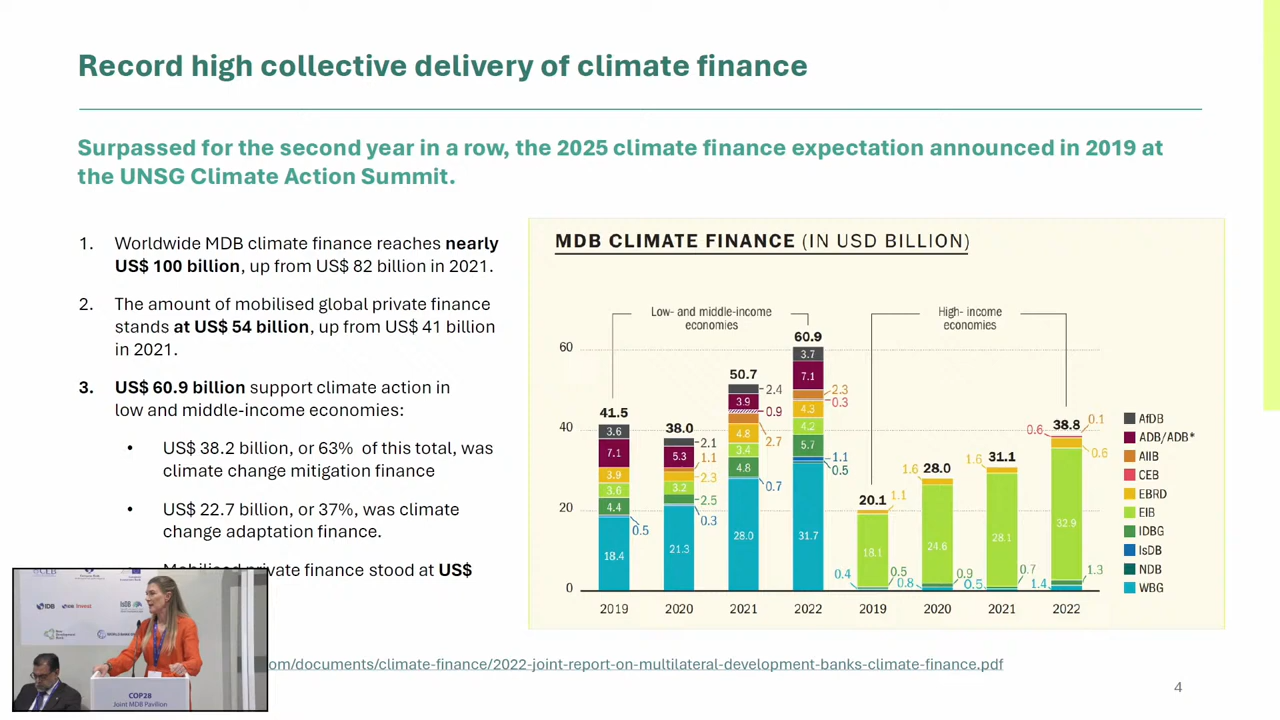 Record high collective delivery of climate finance
Surpassed for the second year in a row, the 2025 climate finance expectation announced in 2019 at
the UNSG Climate Action Summit.
1. Worldwide MDB climate finance reaches nearly
US$ 100 billion, up from US$ 82 billion in 2021.
2. The amount of mobilised global private finance
stands at US$ 54 billion, up from US$ 41 billion
in 2021.
3. US$ 60.9 billion support climate action in
low and middle-income economies:
• US$ 38.2 billion, or 63% of this total, was
climate change mitigation finance
• US$ 22.7 billion, or 37%, was climate
change adaptation finance.
Mobilised private finance stood at US$
MDB CLIMATE FINANCE (IN USD BILLION)
Low- and middle-income
economies
High- income
economies
60
40
20
0
41.5
3.6
7.1
3.9
3.6
4.4
0.5
18.4
38.0
2.1
5.3
1.1
2.3
3.2
2.5
0.3
21.3
50.7
2.4
3.9
0.9
2.7
4.8
3.4
4.8
0.7
28.0
60.9
3.7
7.1
2.3
0.3
4.3
4.2
5.7
1.1
0.5
31.7
20.1
1.1
18.1
0.5
0.4
28.0
1.6
24.6
0.9
0.8
31.1
1.6
28.1
0.7
0.5
38.8
0.1
0.6
0.6
32.9
1.3
1.4
2019 2020 2021 2022 2019 2020 2021 2022
AfDB
ADB/ADB*
AIIB
CEB
EBRD
EIB
IDBG
IsDB
NDB
WBG
om/documents/climate-finance/2022-joint-report-on-multilateral-development-banks-climate-finance.pdf
4
CEB
IDB
IDB Invest
IsDB
COP28
Joint MDB Pavilion